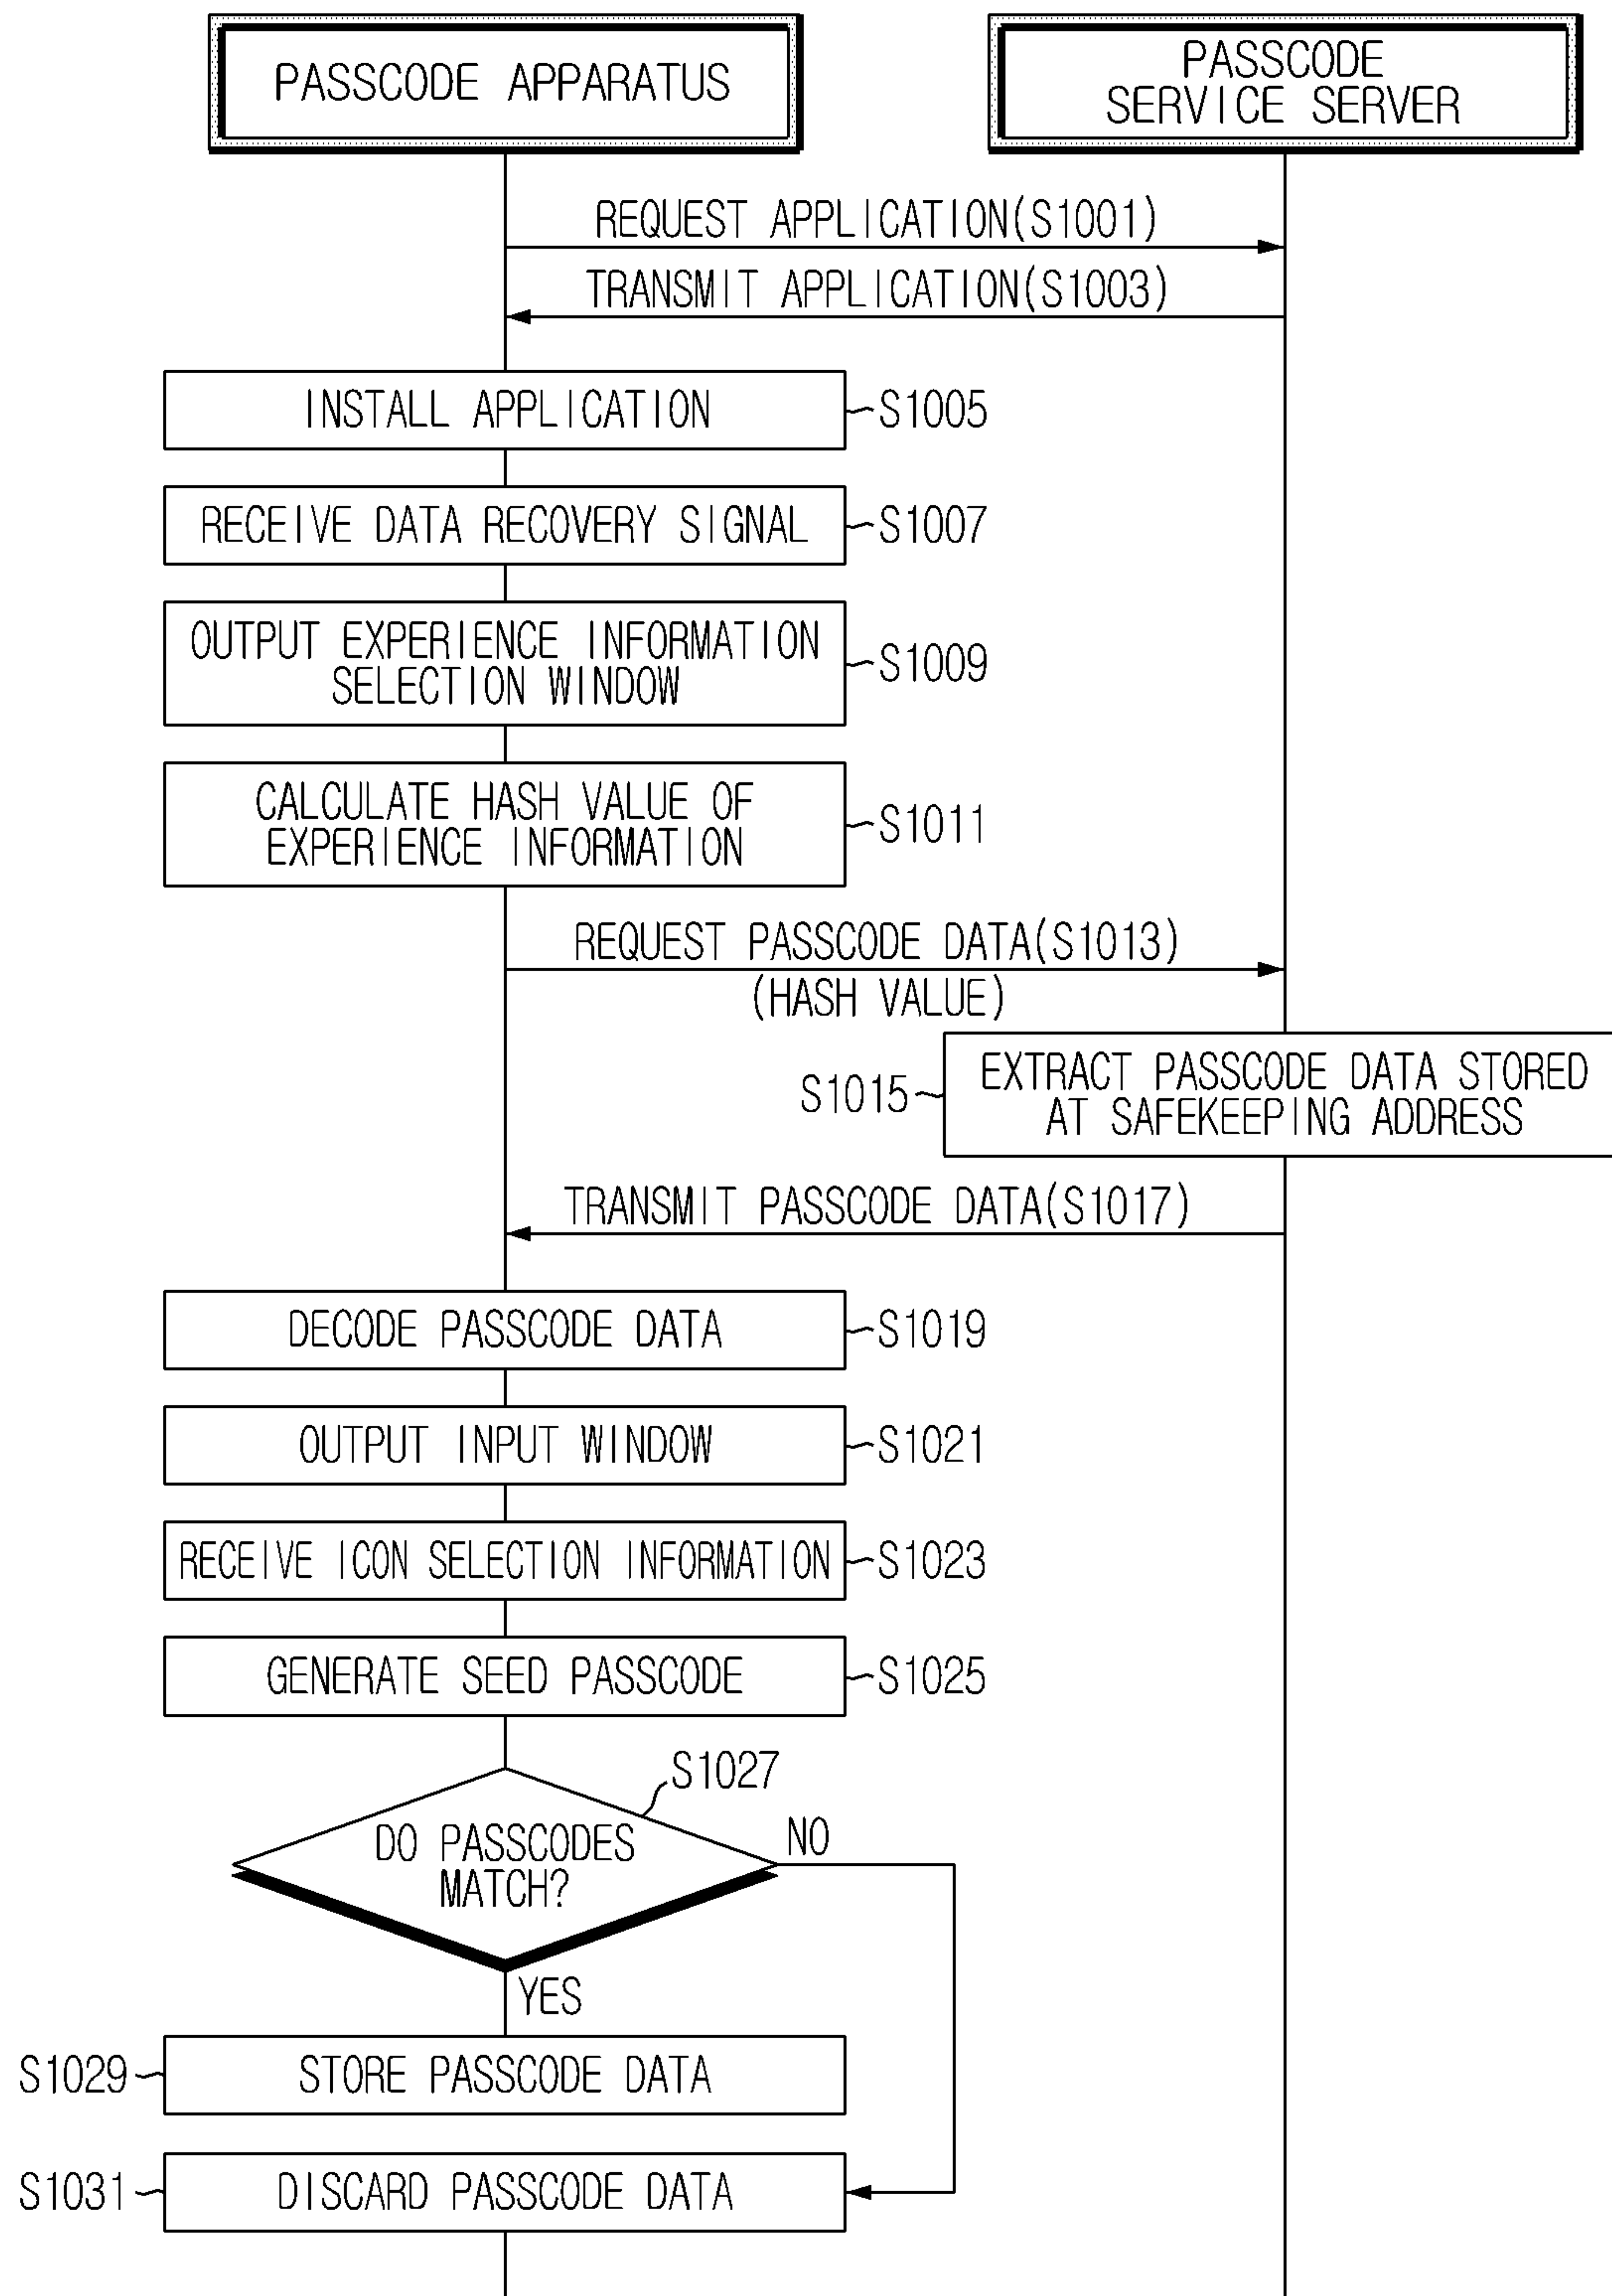 PASSCODE APPARATUS
PASSCODE
SERVICE SERVER
REQUEST APPLICATION(S1001)
TRANSMIT APPLICATION(S1003)
INSTALL APPLICATION
S1005
RECEIVE DATA RECOVERY SIGNAL
S1007
OUTPUT EXPERIENCE INFORMATION
SELECTION WINDOW
S1009
CALCULATE HASH VALUE OF
EXPERIENCE INFORMATION
S1011
REQUEST PASSCODE DATA(S1013)
(HASH VALUE)
S1015
EXTRACT PASSCODE DATA STORED
AT SAFEKEEPING ADDRESS
TRANSMIT PASSCODE DATA(S1017)
DECODE PASSCODE DATA
S1019
OUTPUT INPUT WINDOW
S1021
RECEIVE ICON SELECTION INFORMATION
S1023
GENERATE SEED PASSCODE
S1025
S1027
DO PASSCODES
MATCH?
NO
YES
S1029
STORE PASSCODE DATA
S1031
DISCARD PASSCODE DATA